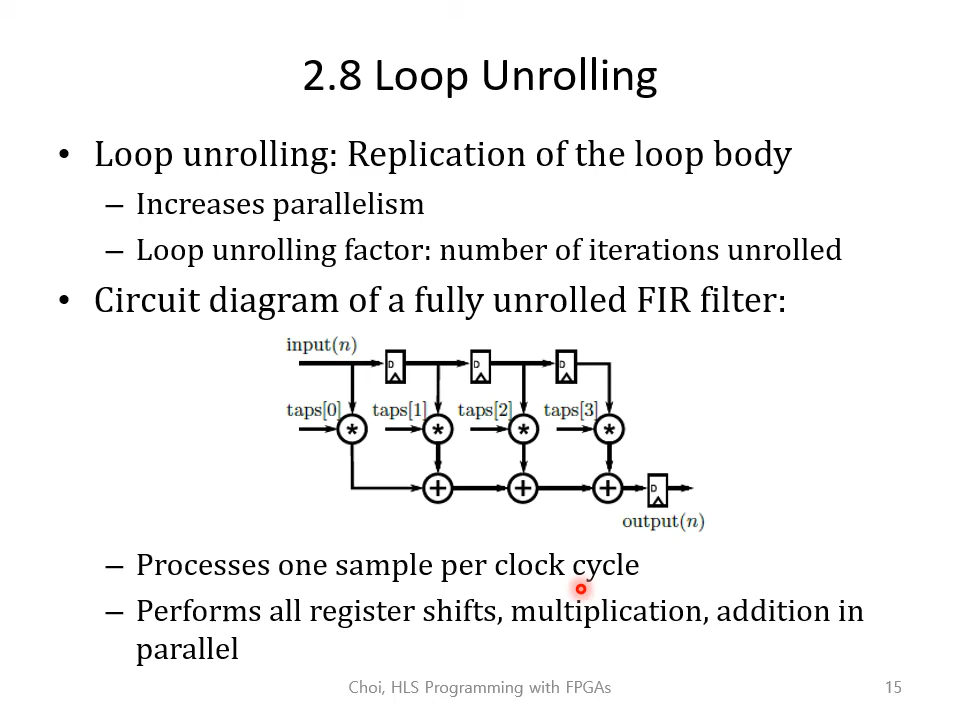 2.8 Loop Unrolling
• Loop unrolling: Replication of the loop body
– Increases parallelism
– Loop unrolling factor: number of iterations unrolled
• Circuit diagram of a fully unrolled FIR filter:
input(n)
D D D
taps[0] taps[1] taps[2] taps[3]
* * * *
+ + + D
output(n)
– Processes one sample per clock cycle
– Performs all register shifts, multiplication, addition in
parallel
Choi, HLS Programming with FPGAs 15